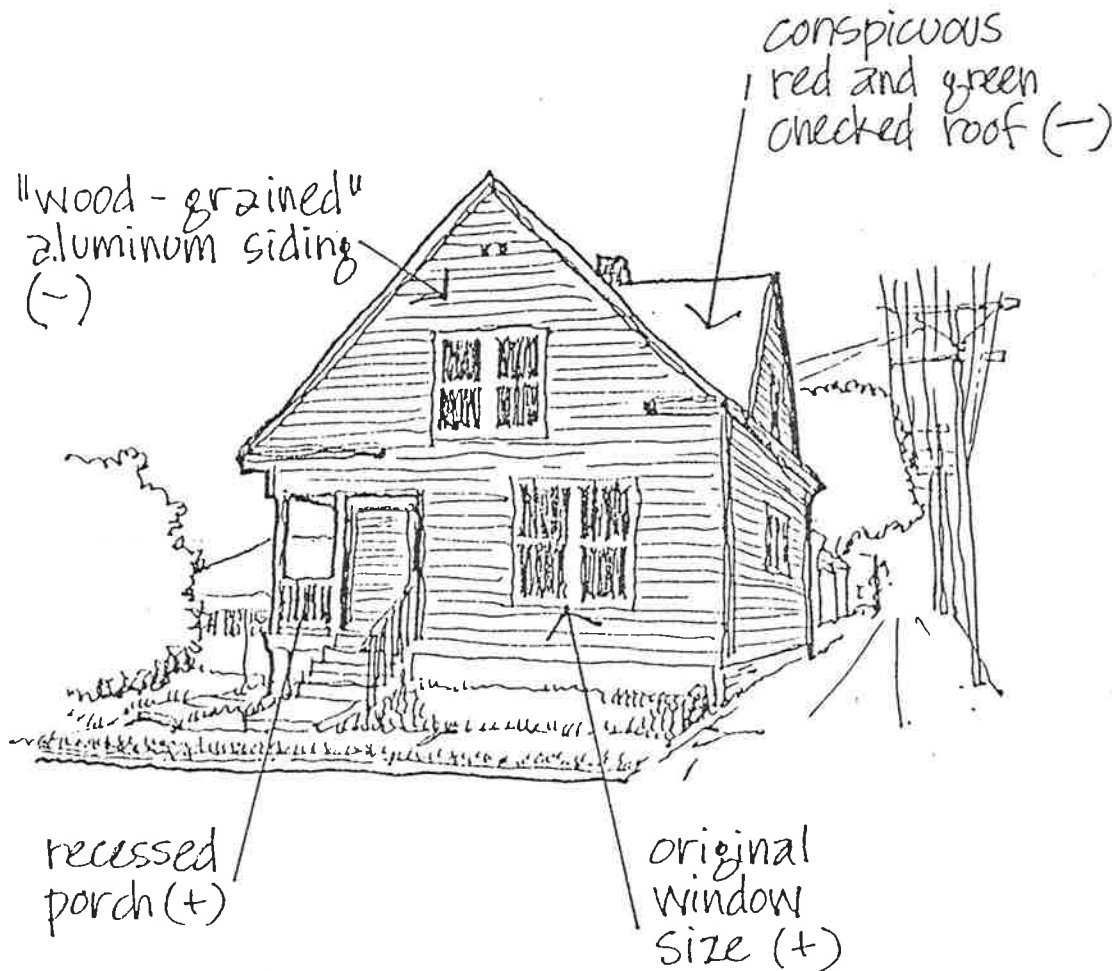 conspicuous
red and green
checked roof (-)
"wood-grained"
aluminum siding
(-)
recessed
porch (+)
original
window
size (+)